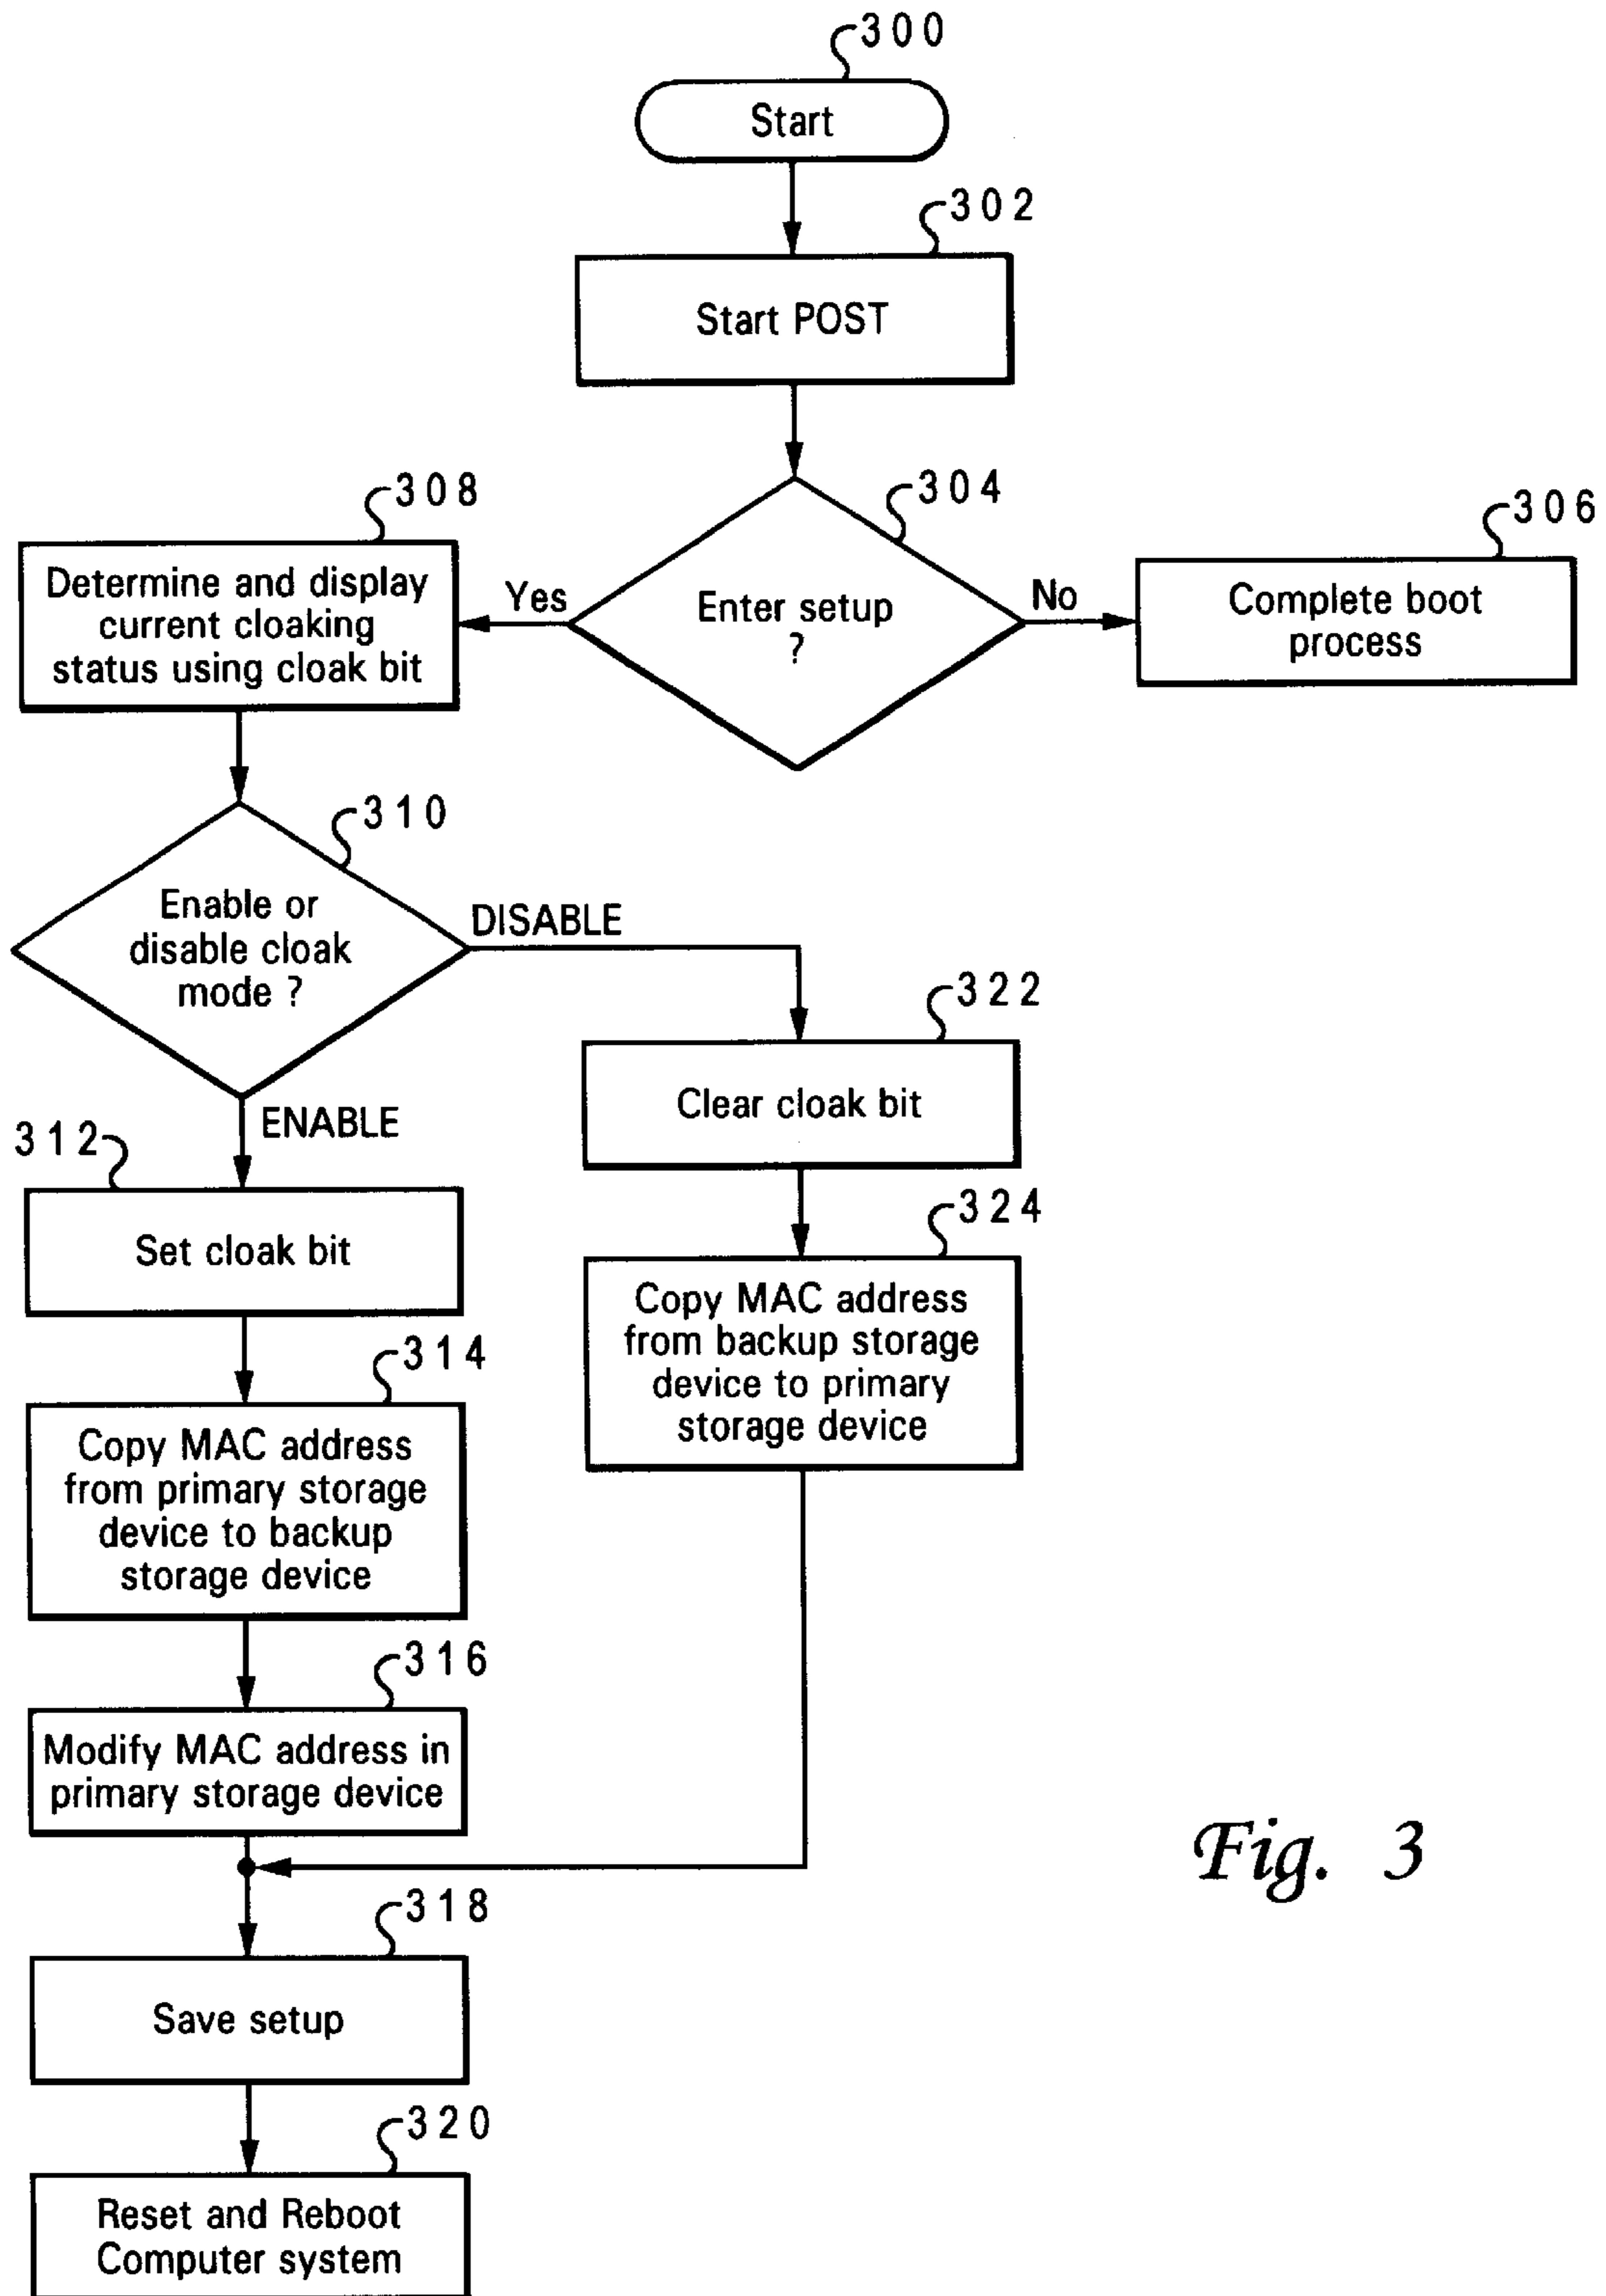 300
Start
302
Start POST
304
Enter setup
?
Yes
No
306
Complete boot
process
308
Determine and display
current cloaking
status using cloak bit
310
Enable or
disable cloak
mode ?
DISABLE
ENABLE
312
Set cloak bit
314
Copy MAC address
from primary storage
device to backup
storage device
316
Modify MAC address in
primary storage device
322
Clear cloak bit
324
Copy MAC address
from backup storage
device to primary
storage device
318
Save setup
320
Reset and Reboot
Computer system
Fig. 3